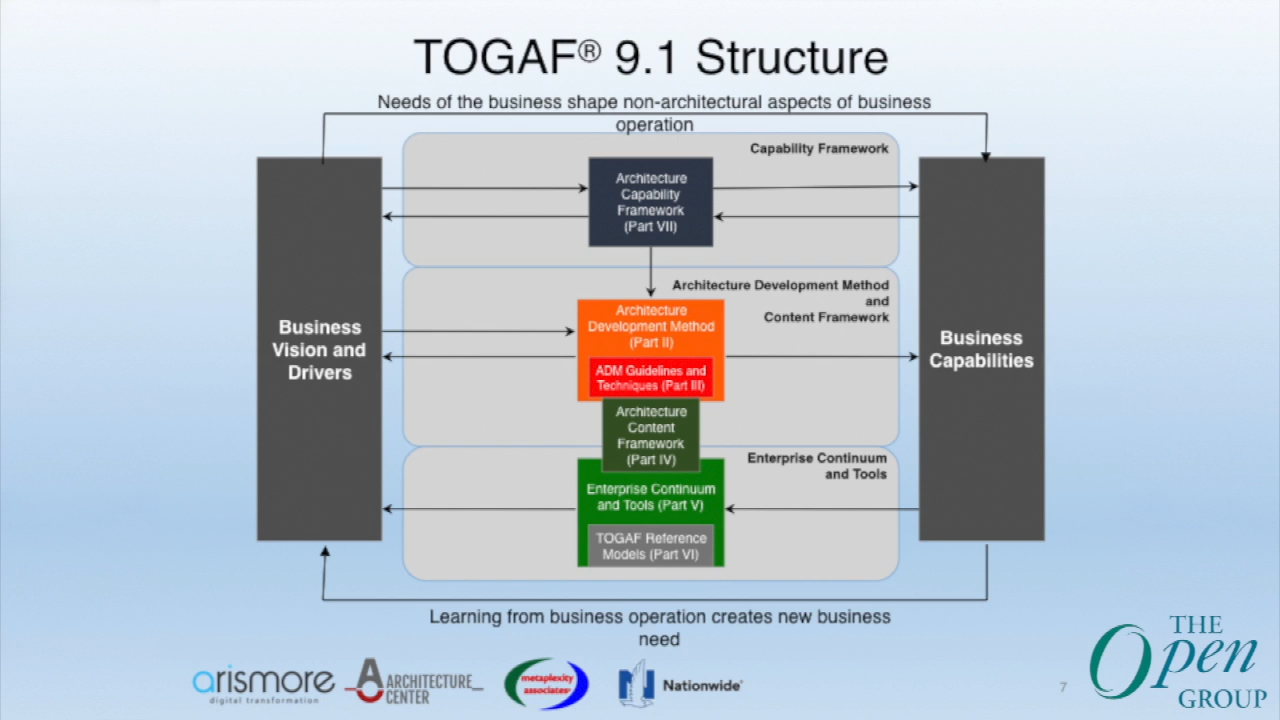 TOGAF® 9.1 Structure
Needs of the business shape non-architectural aspects of business
operation
Capability Framework
Architecture
Capability
Framework
(Part VII)
Architecture Development Method
and
Content Framework
Business
Vision and
Drivers
Architecture
Development Method
(Part II)
ADM Guidelines and
Techniques (Part III)
Business
Capabilities
Architecture
Content
Framework
(Part IV)
Enterprise Continuum
and Tools
Enterprise Continuum
and Tools (Part V)
TOGAF Reference
Models (Part VI)
Learning from business operation creates new business
need
arismore
digital transformation
A ARCHITECTURE_
CENTER
metaplexity
associates
Nationwide®
7
THE
Open
GROUP